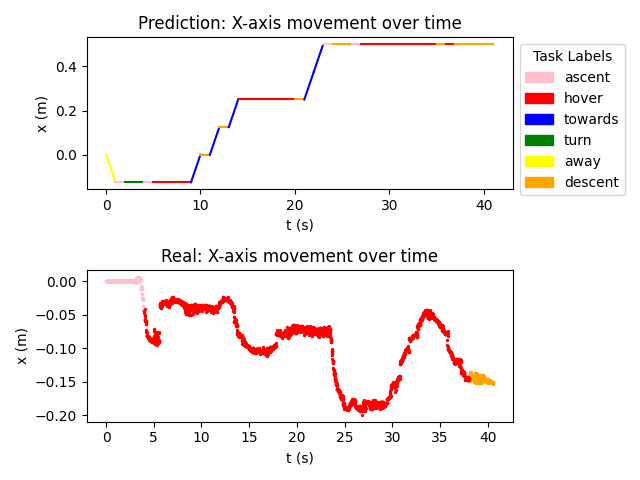 Prediction: X-axis movement over time
x (m)
0.4
0.2
0.0
0
10
20
30
40
t (s)
Task Labels
ascent
hover
towards
turn
away
descent
Real: X-axis movement over time
x (m)
0.00
−0.05
−0.10
−0.15
−0.20
0
5
10
15
20
25
30
35
40
t (s)